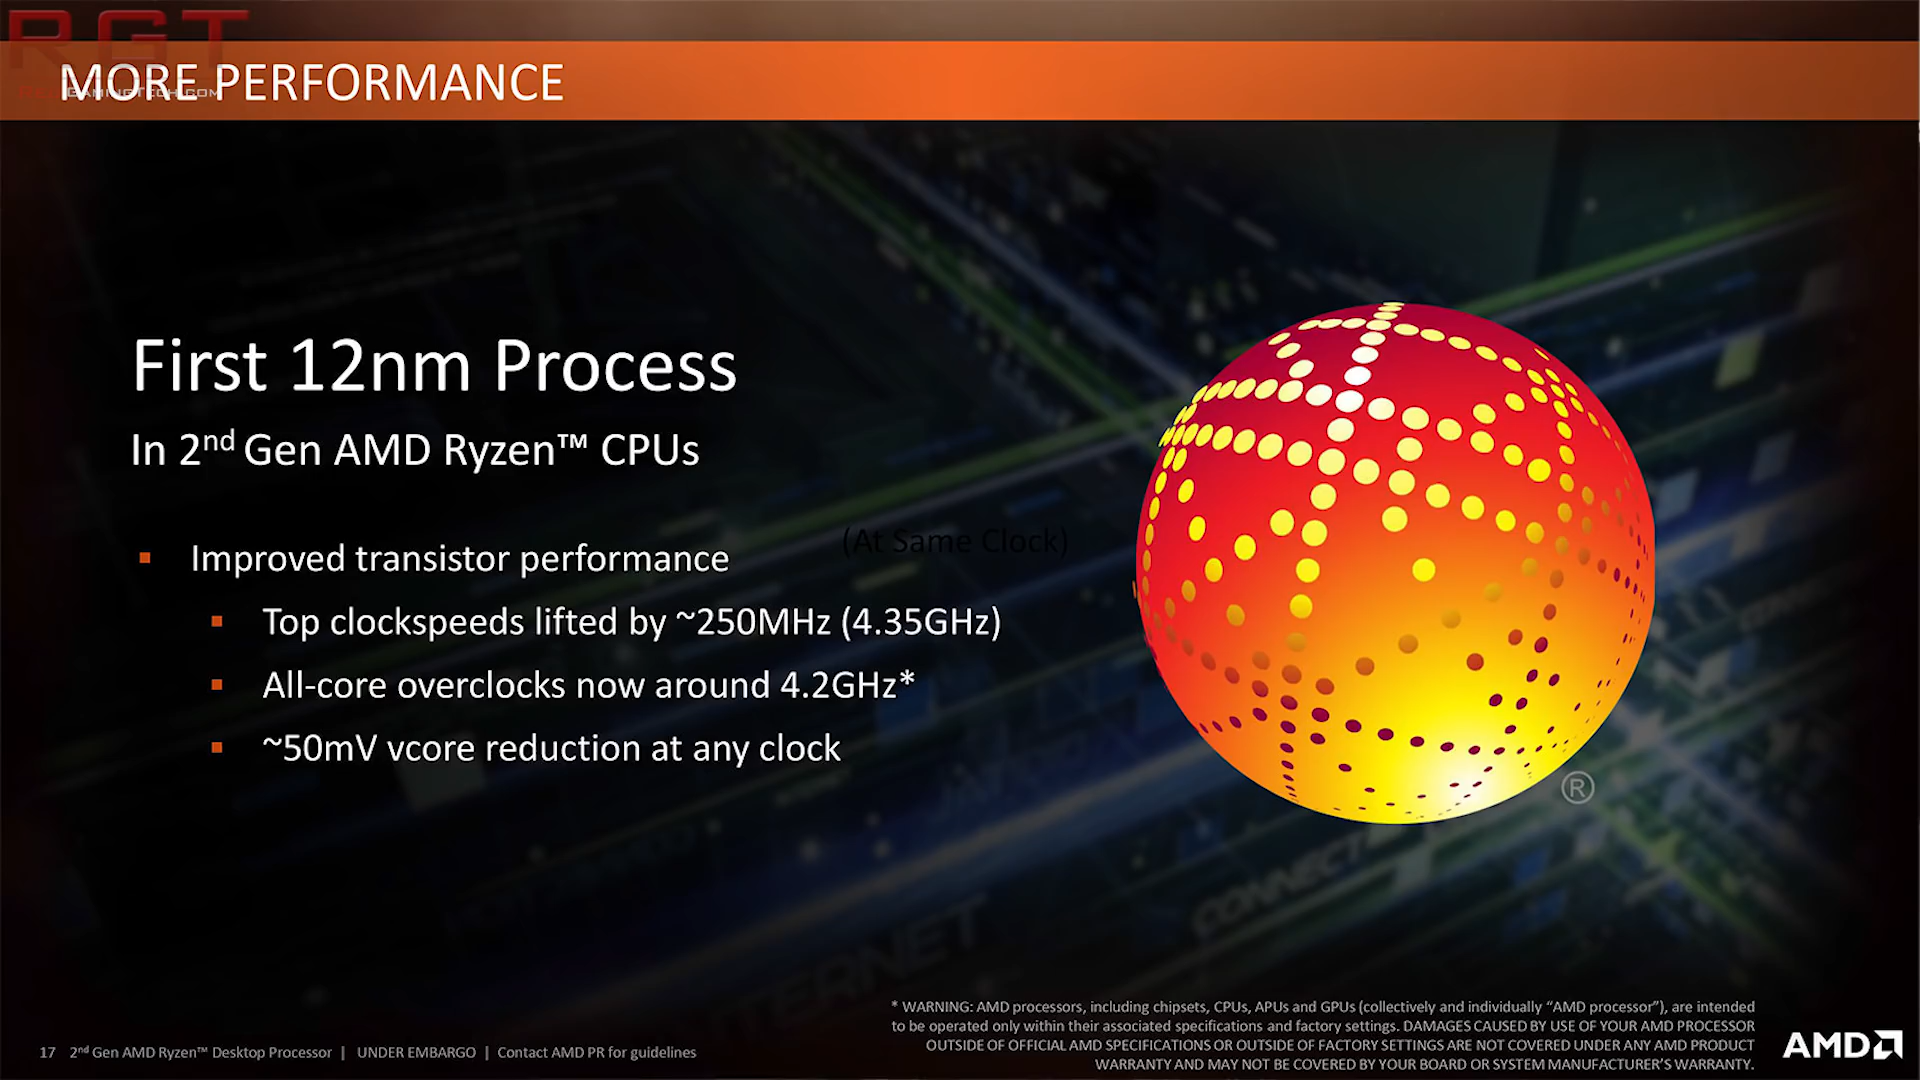 RGT
MORE PERFORMANCE
REDGAMINGTECH.COM
First 12nm Process
In 2nd Gen AMD Ryzen™ CPUs
(At Same Clock)
▪ Improved transistor performance
▪ Top clockspeeds lifted by ~250MHz (4.35GHz)
▪ All-core overclocks now around 4.2GHz*
▪ ~50mV vcore reduction at any clock
®
CONNECT
INTERNET
* WARNING: AMD processors, including chipsets, CPUs, APUs and GPUs (collectively and individually “AMD processor”), are intended
to be operated only within their associated specifications and factory settings. DAMAGES CAUSED BY USE OF YOUR AMD PROCESSOR
OUTSIDE OF OFFICIAL AMD SPECIFICATIONS OR OUTSIDE OF FACTORY SETTINGS ARE NOT COVERED UNDER ANY AMD PRODUCT
WARRANTY AND MAY NOT BE COVERED BY YOUR BOARD OR SYSTEM MANUFACTURER’S WARRANTY.
17 2nd Gen AMD Ryzen™ Desktop Processor | UNDER EMBARGO | Contact AMD PR for guidelines
AMD